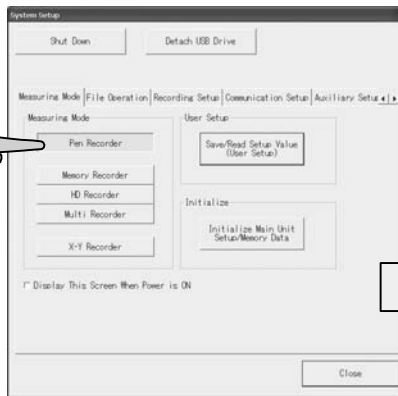 System Setup
Shut Down Detach USB Drive
Measuring Mode File Operation Recording Setup Communication Setup Auxiliary Setu
Measuring Mode
Pen Recorder
Memory Recorder
HD Recorder
Multi Recorder
X-Y Recorder
User Setup
Save/Read Setup Value
(User Setup)
Initialize
Initialize Main Unit
Setup/Memory Data
Display This Screen When Power is ON
Close